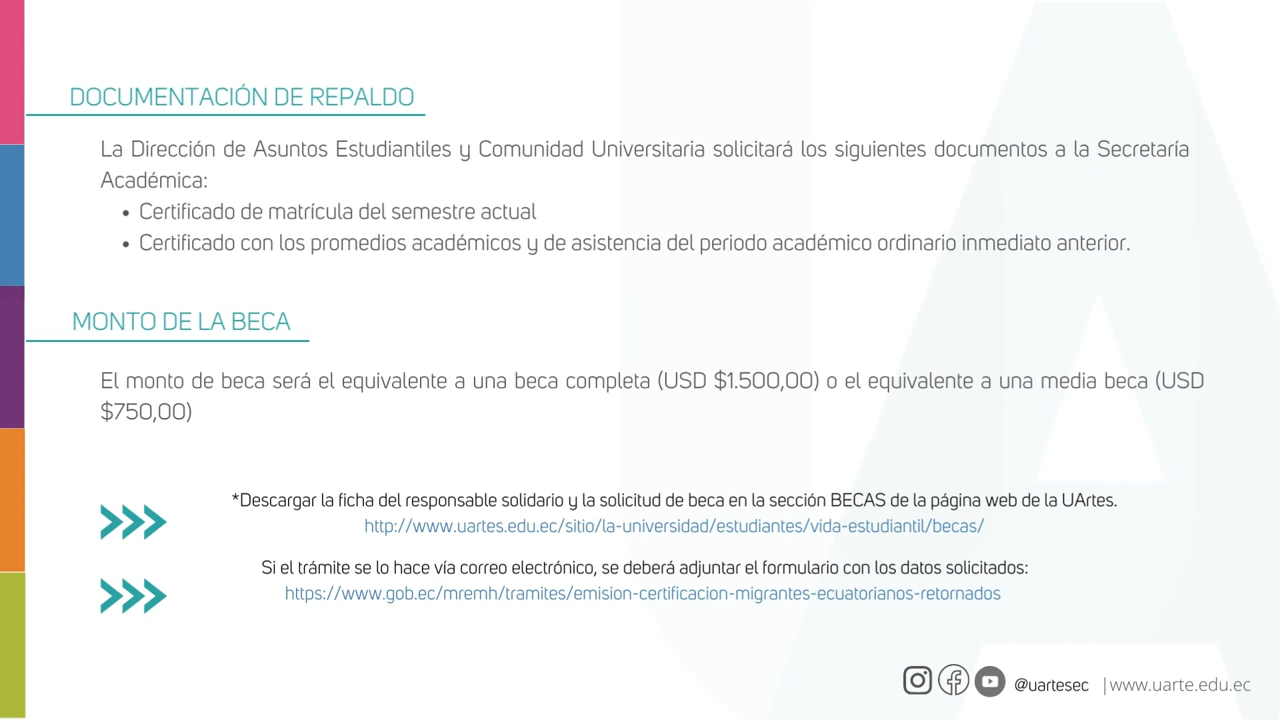 DOCUMENTACIÓN DE REPALDO
La Dirección de Asuntos Estudiantiles y Comunidad Universitaria solicitará los siguientes documentos a la Secretaría
Académica:
• Certificado de matrícula del semestre actual
• Certificado con los promedios académicos y de asistencia del periodo académico ordinario inmediato anterior.
MONTO DE LA BECA
El monto de beca será el equivalente a una beca completa (USD $1.500,00) o el equivalente a una media beca (USD
$750,00)
*Descargar la ficha del responsable solidario y la solicitud de beca en la sección BECAS de la página web de la UArtes.
http://www.uartes.edu.ec/sitio/la-universidad/estudiantes/vida-estudiantil/becas/
Si el trámite se lo hace vía correo electrónico, se deberá adjuntar el formulario con los datos solicitados:
https://www.gob.ec/mremh/tramites/emision-certificacion-migrantes-ecuatorianos-retornados
@uartesec |www.uarte.edu.ec